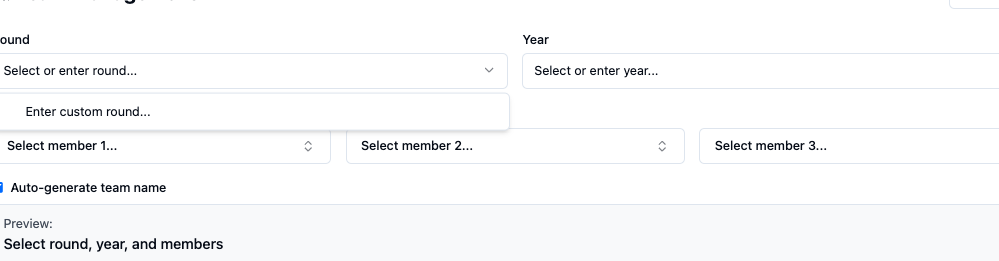 ound
Year
Select or enter round...
Select or enter year...
Enter custom round...
Select member 1...
Select member 2...
Select member 3...
Auto-generate team name
Preview:
Select round, year, and members